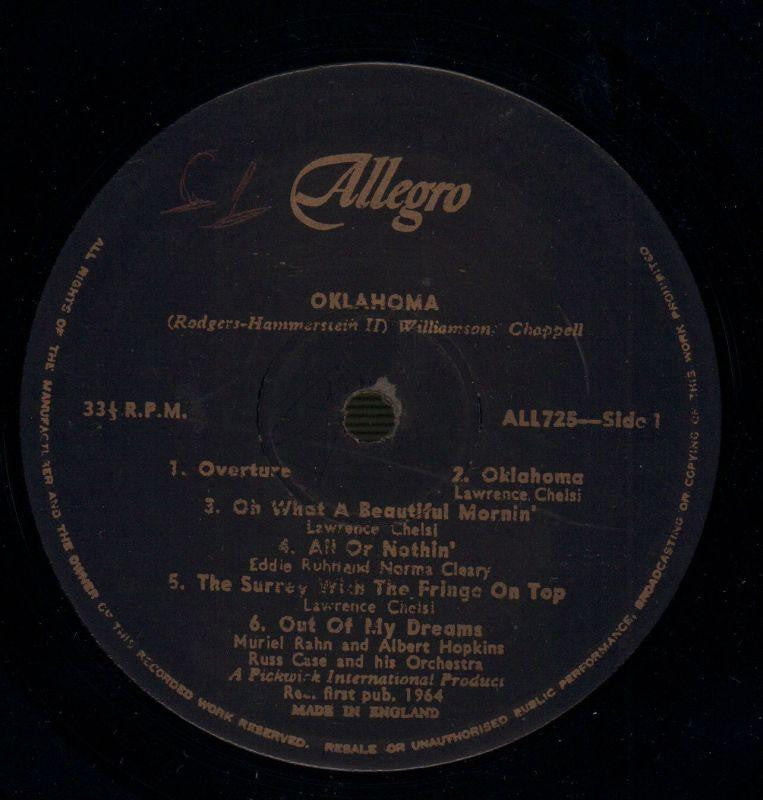 Allegro
OKLAHOMA
(Rodgers-Hammerstein II) Williamson; Chappell
33⅓ R.P.M.
ALL725—Side 1
1. Overture
2. Oklahoma
Lawrence Chelsi
3. Oh What A Beautiful Mornin'
Lawrence Chelsi
4. All Or Nothin'
Eddie Ruhl and Norma Cleary
5. The Surrey With The Fringe On Top
Lawrence Chelsi
6. Out Of My Dreams
Muriel Rahn and Albert Hopkins
Russ Case and his Orchestra
A Pickwick International Product
Rec. first pub. 1964
MADE IN ENGLAND
ALL RIGHTS OF THE MANUFACTURER AND THE OWNER OF THIS RECORDED WORK RESERVED. RESALE OR UNAUTHORISED PUBLIC PERFORMANCE, BROADCASTING OR COPYING OF THIS WORK PROHIBITED